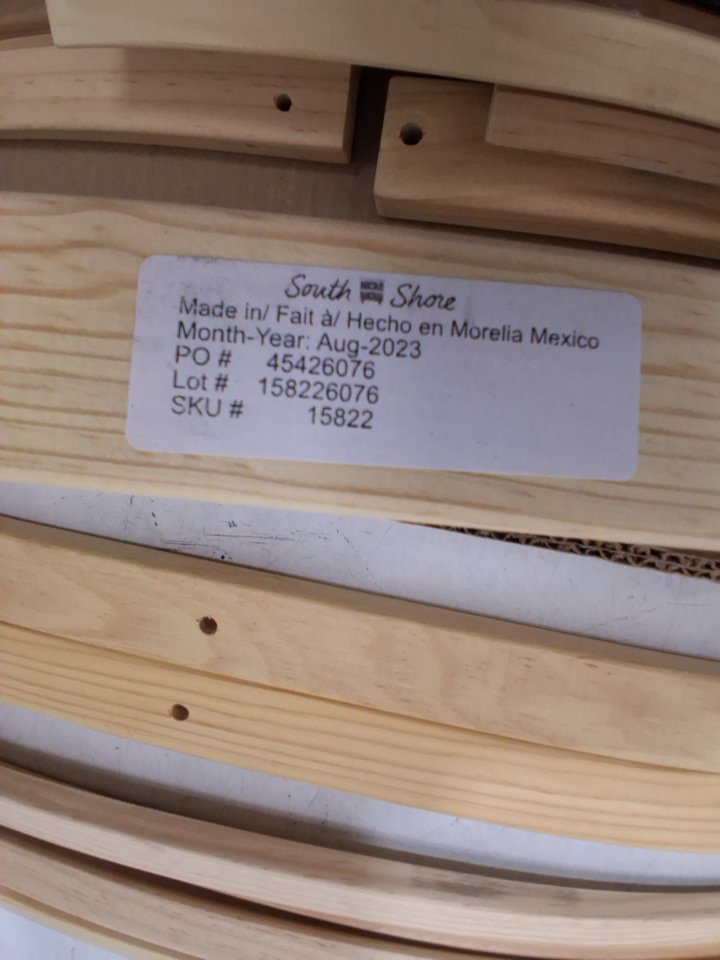 South Shore
Made in/ Fait à/ Hecho en Morelia Mexico
Month-Year: Aug-2023
PO # 45426076
Lot # 158226076
SKU # 15822